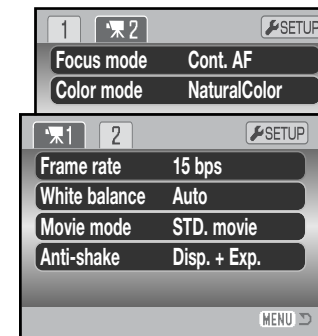 1 2 SETUP
Focus mode Cont. AF
Color mode NaturalColor
1 2 SETUP
Frame rate 15 bps
White balance Auto
Movie mode STD. movie
Anti-shake Disp. + Exp.
MENU